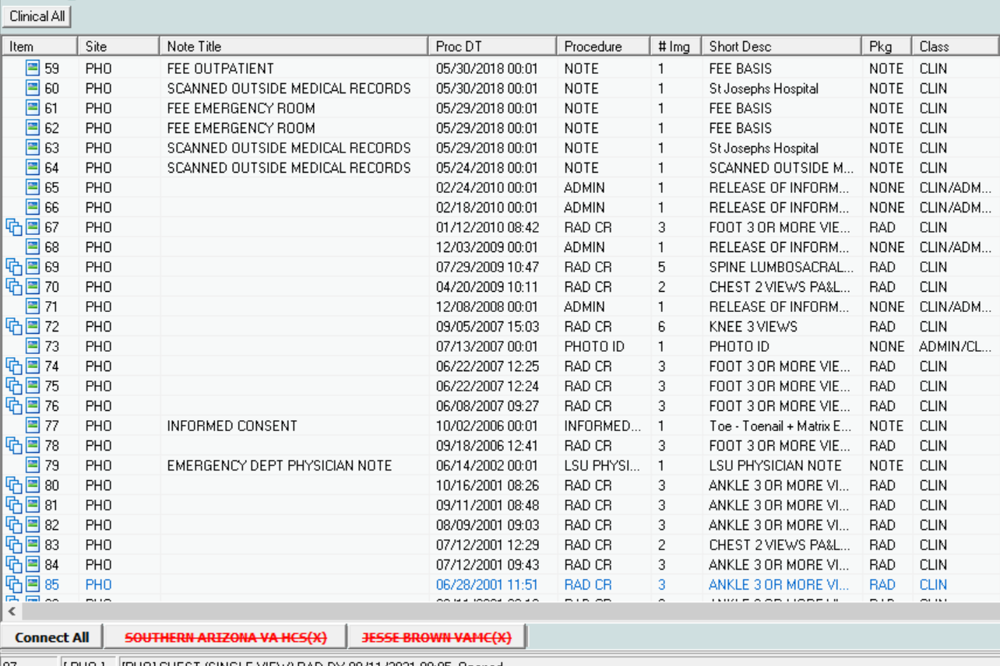 Clinical All
Item Site Note Title Proc DT Procedure # Img Short Desc Pkg Class
59 PHO FEE OUTPATIENT 05/30/2018 00:01 NOTE 1 FEE BASIS NOTE CLIN
60 PHO SCANNED OUTSIDE MEDICAL RECORDS 05/30/2018 00:01 NOTE 1 St Josephs Hospital NOTE CLIN
61 PHO FEE EMERGENCY ROOM 05/29/2018 00:01 NOTE 1 FEE BASIS NOTE CLIN
62 PHO FEE EMERGENCY ROOM 05/29/2018 00:01 NOTE 1 FEE BASIS NOTE CLIN
63 PHO SCANNED OUTSIDE MEDICAL RECORDS 05/29/2018 00:01 NOTE 1 St Josephs Hospital NOTE CLIN
64 PHO SCANNED OUTSIDE MEDICAL RECORDS 05/24/2018 00:01 NOTE 1 SCANNED OUTSIDE M... NOTE CLIN
65 PHO 02/24/2010 00:01 ADMIN 1 RELEASE OF INFORM... NONE CLIN/ADM...
66 PHO 02/18/2010 00:01 ADMIN 1 RELEASE OF INFORM... NONE CLIN/ADM...
67 PHO 01/12/2010 08:42 RAD CR 3 FOOT 3 OR MORE VIE... RAD CLIN
68 PHO 12/03/2009 00:01 ADMIN 1 RELEASE OF INFORM... NONE CLIN/ADM...
69 PHO 07/29/2009 10:47 RAD CR 5 SPINE LUMBOSACRAL... RAD CLIN
70 PHO 04/20/2009 10:11 RAD CR 2 CHEST 2 VIEWS PA&L... RAD CLIN
71 PHO 12/08/2008 00:01 ADMIN 1 RELEASE OF INFORM... NONE CLIN/ADM...
72 PHO 09/05/2007 15:03 RAD CR 6 KNEE 3 VIEWS RAD CLIN
73 PHO 07/13/2007 00:01 PHOTO ID 1 PHOTO ID NONE ADMIN/CL...
74 PHO 06/22/2007 12:25 RAD CR 3 FOOT 3 OR MORE VIE... RAD CLIN
75 PHO 06/22/2007 12:24 RAD CR 3 FOOT 3 OR MORE VIE... RAD CLIN
76 PHO 06/08/2007 09:27 RAD CR 3 FOOT 3 OR MORE VIE... RAD CLIN
77 PHO INFORMED CONSENT 10/02/2006 00:01 INFORMED... 1 Toe - Toenail + Matrix E... NOTE CLIN
78 PHO 09/18/2006 12:41 RAD CR 3 FOOT 3 OR MORE VIE... RAD CLIN
79 PHO EMERGENCY DEPT PHYSICIAN NOTE 06/14/2002 00:01 LSU PHYSI... 1 LSU PHYSICIAN NOTE NOTE CLIN
80 PHO 10/16/2001 08:26 RAD CR 3 ANKLE 3 OR MORE VI... RAD CLIN
81 PHO 09/11/2001 08:48 RAD CR 3 ANKLE 3 OR MORE VI... RAD CLIN
82 PHO 08/09/2001 09:03 RAD CR 3 ANKLE 3 OR MORE VI... RAD CLIN
83 PHO 07/12/2001 12:29 RAD CR 2 CHEST 2 VIEWS PA&L... RAD CLIN
84 PHO 07/12/2001 09:43 RAD CR 3 ANKLE 3 OR MORE VI... RAD CLIN
85 PHO 06/28/2001 11:51 RAD CR 3 ANKLE 3 OR MORE VI... RAD CLIN
Connect All SOUTHERN ARIZONA VA HCS(X) JESSE BROWN VAMC(X)
[PHO] CHEST (SINGLE VIEW) RAD DX Opened